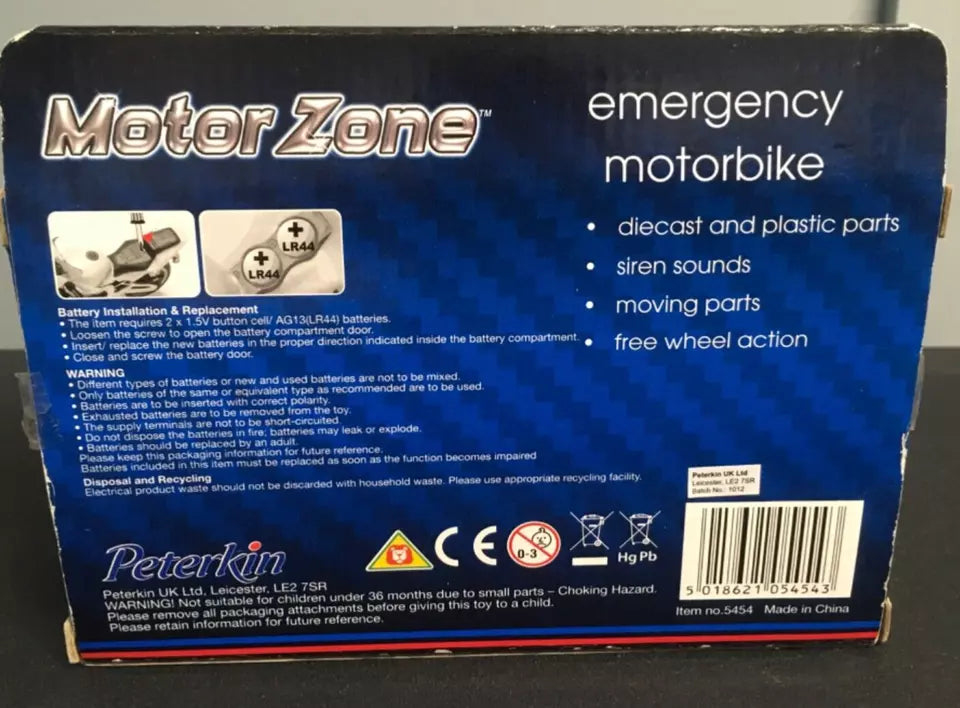 Motor Zone™
emergency
motorbike
• diecast and plastic parts
• siren sounds
• moving parts
• free wheel action
+
LR44
+
LR44
Battery Installation & Replacement
• The item requires 2 x 1.5V button cell/ AG13(LR44) batteries.
• Loosen the screw to open the battery compartment door.
• Insert/ replace the new batteries in the proper direction indicated inside the battery compartment.
• Close and screw the battery door.
WARNING
• Different types of batteries or new and used batteries are not to be mixed.
• Only batteries of the same or equivalent type as recommended are to be used.
• Batteries are to be inserted with correct polarity.
• Exhausted batteries are to be removed from the toy.
• The supply terminals are not to be short-circuited.
• Do not dispose the batteries in fire; batteries may leak or explode.
• Batteries should be replaced by an adult.
Please keep this packaging information for future reference.
Batteries included in this item must be replaced as soon as the function becomes impaired
Disposal and Recycling
Electrical product waste should not be discarded with household waste. Please use appropriate recycling facility.
Peterkin UK Ltd
Leicester, LE2 7SR
Batch No.: 1012
Peterkin
CE
0-3
Hg Pb
5 018621 054543
Peterkin UK Ltd, Leicester, LE2 7SR
WARNING! Not suitable for children under 36 months due to small parts – Choking Hazard.
Please remove all packaging attachments before giving this toy to a child.
Please retain information for future reference.
Item no.5454 Made in China